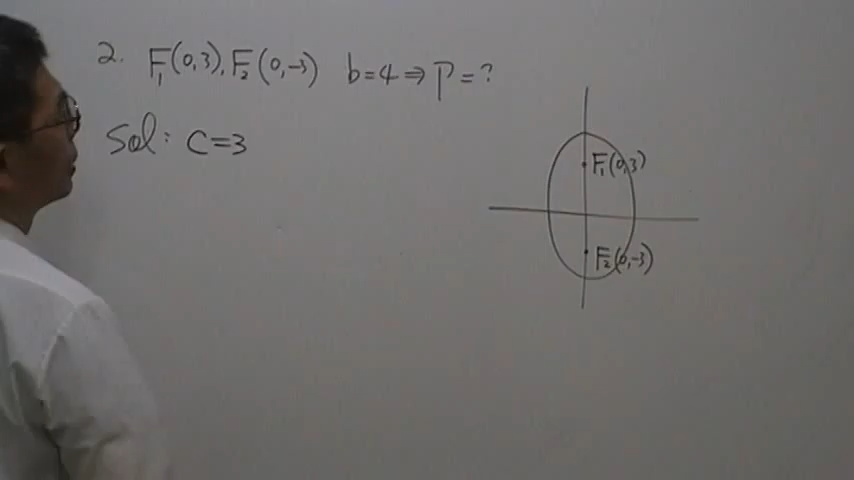 2. F₁(0,3), F₂(0,-3) b=4 ⇒ P=?
Sol: C=3
F₁(0,3)
F₂(0,-3)